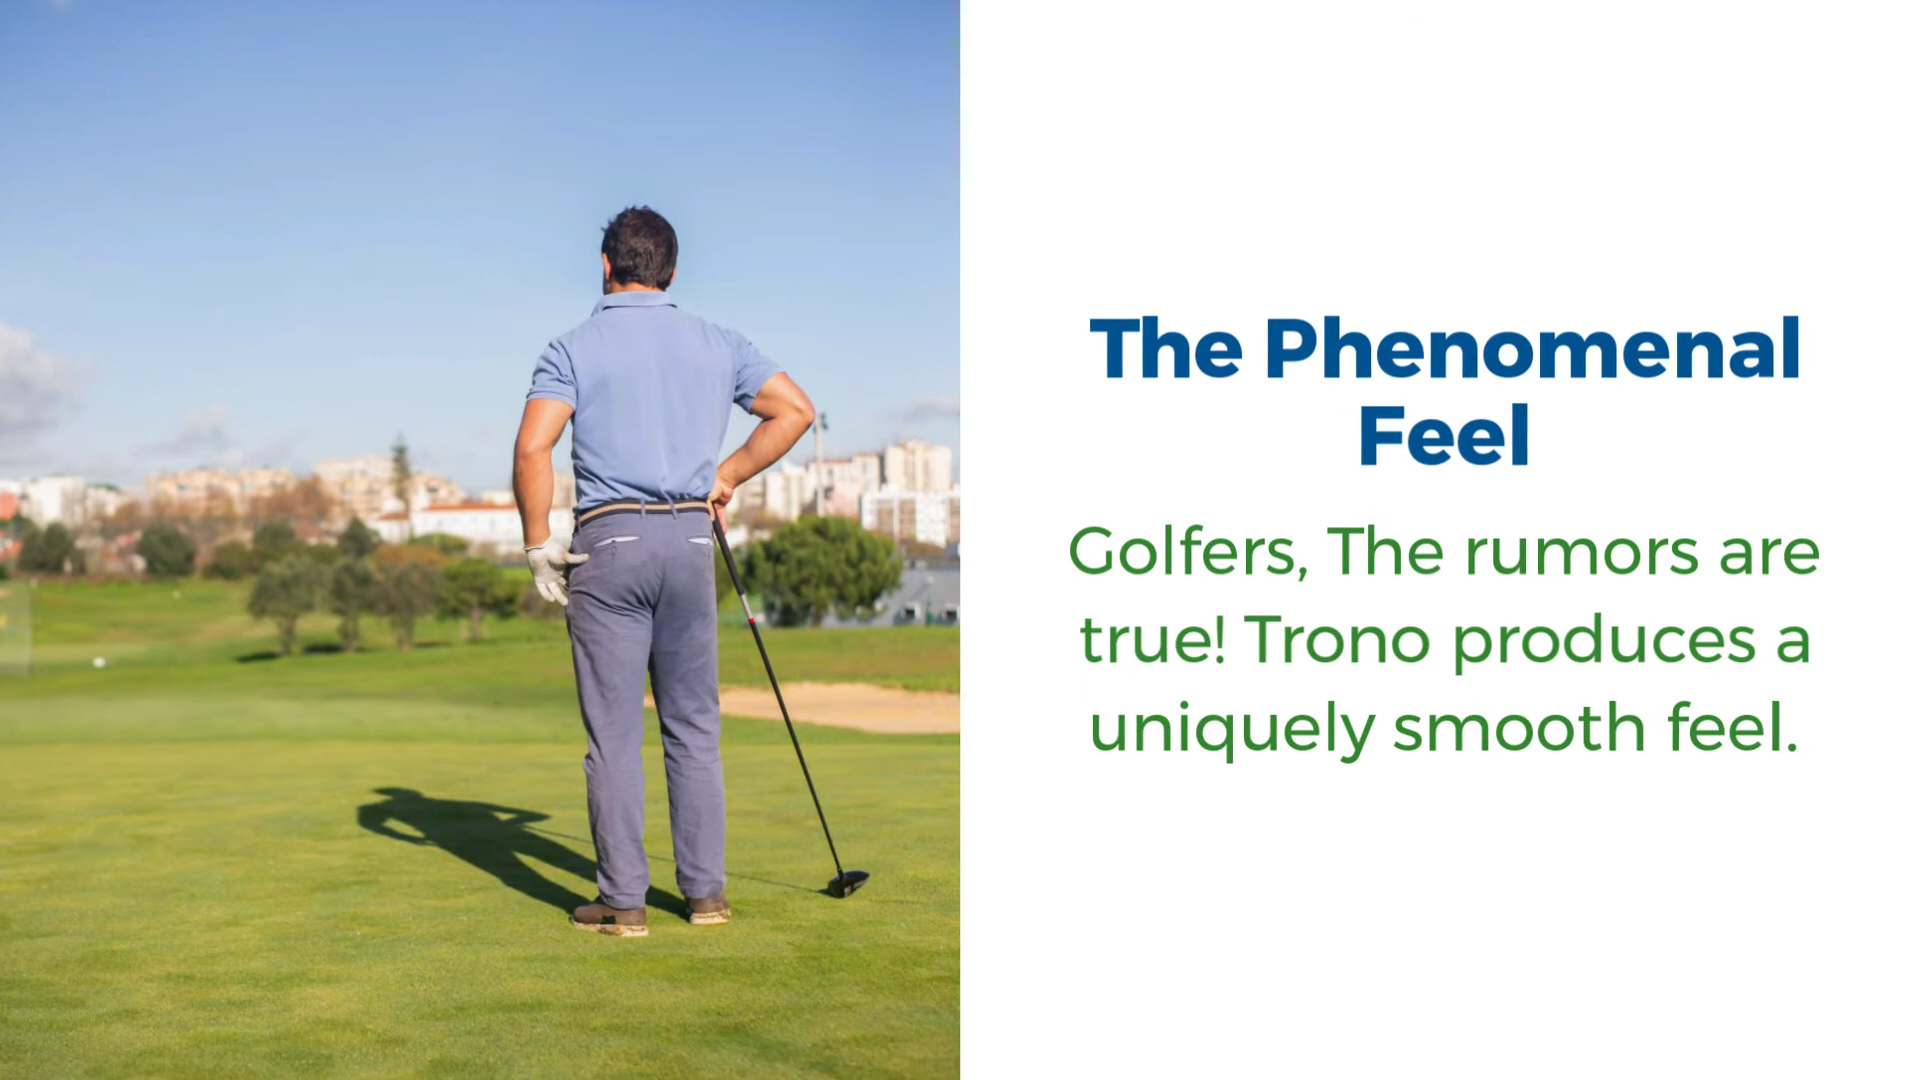 The Phenomenal
Feel
Golfers, The rumors are
true! Trono produces a
uniquely smooth feel.